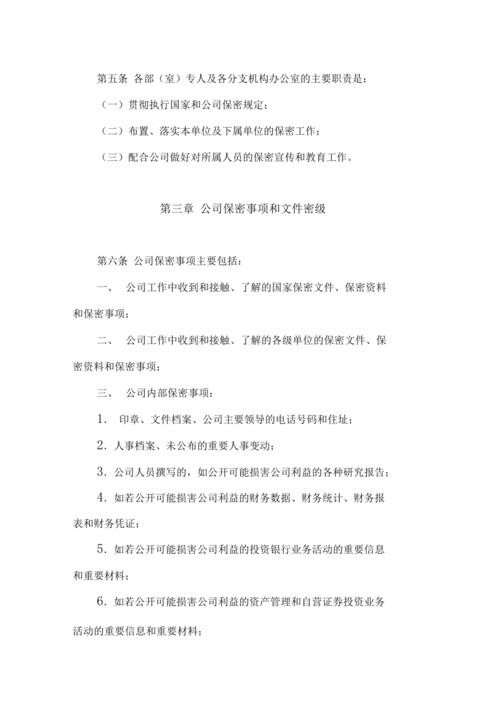 第五条 各部（室）专人及各分支机构办公室的主要职责是：
（一）贯彻执行国家和公司保密规定；
（二）布置、落实本单位及下属单位的保密工作；
（三）配合公司做好对所属人员的保密宣传和教育工作。
第三章 公司保密事项和文件密级
第六条 公司保密事项主要包括：
一、 公司工作中收到和接触、了解的国家保密文件、保密资料
和保密事项；
二、 公司工作中收到和接触、了解的各级单位的保密文件、保
密资料和保密事项；
三、 公司内部保密事项：
1. 印章、文件档案、公司主要领导的电话号码和住址；
2. 人事档案、未公布的重要人事变动；
3. 公司人员撰写的，如公开可能损害公司利益的各种研究报告；
4. 如若公开可能损害公司利益的财务数据、财务统计、财务报
表和财务凭证；
5. 如若公开可能损害公司利益的投资银行业务活动的重要信息
和重要材料；
6. 如若公开可能损害公司利益的资产管理和自营证券投资业务
活动的重要信息和重要材料；